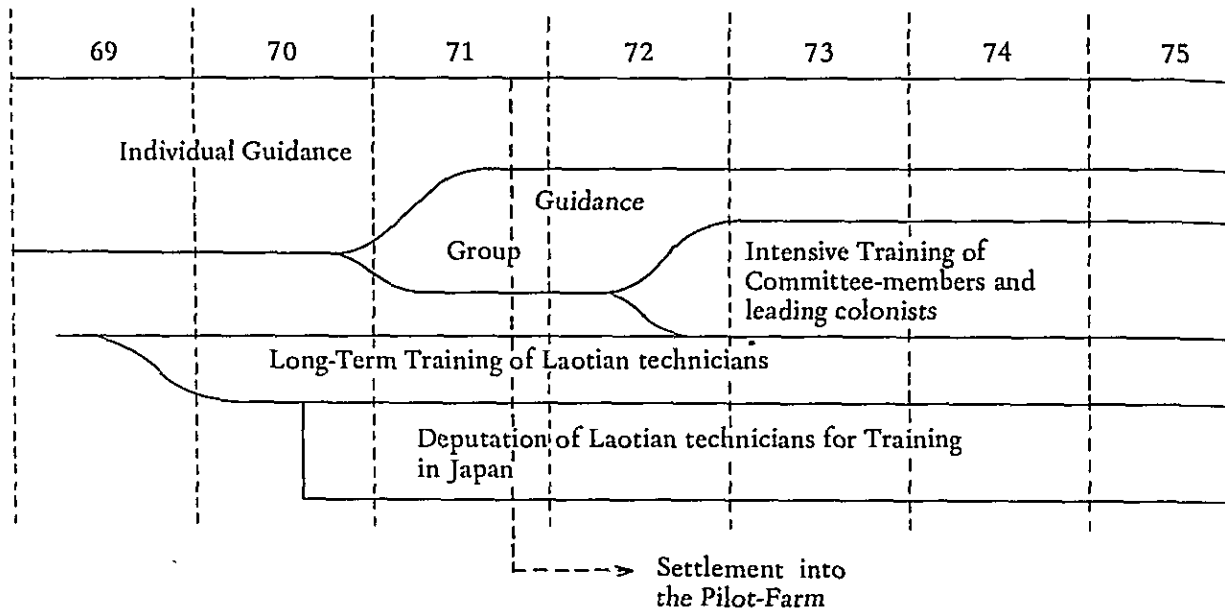 69 70 71 72 73 74 75
Individual Guidance
Guidance
Group
Intensive Training of
Committee-members and
leading colonists
Long-Term Training of Laotian technicians
Deputation of Laotian technicians for Training
in Japan
Settlement into
the Pilot-Farm